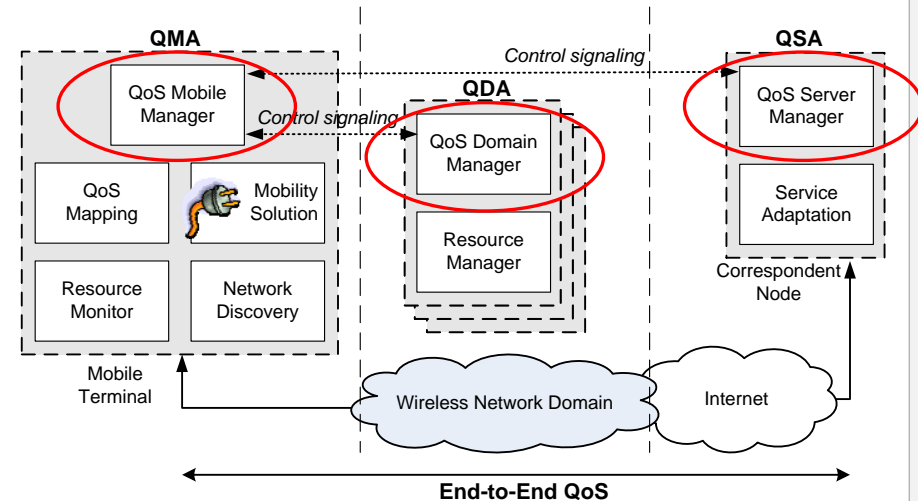 QMA
QSA
Control signaling
QoS Mobile
Manager
QDA
QoS Server
Manager
Control signaling
QoS Domain
Manager
QoS
Mapping
Mobility
Solution
Service
Adaptation
Resource
Manager
Resource
Monitor
Network
Discovery
Correspondent
Node
Mobile
Terminal
Wireless Network Domain
Internet
End-to-End QoS